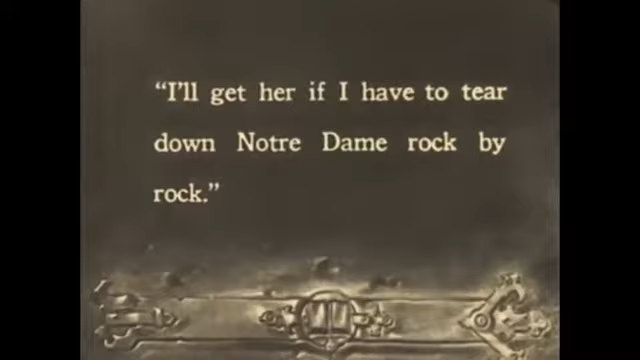 “I’ll get her if I have to tear
down Notre Dame rock by
rock.”